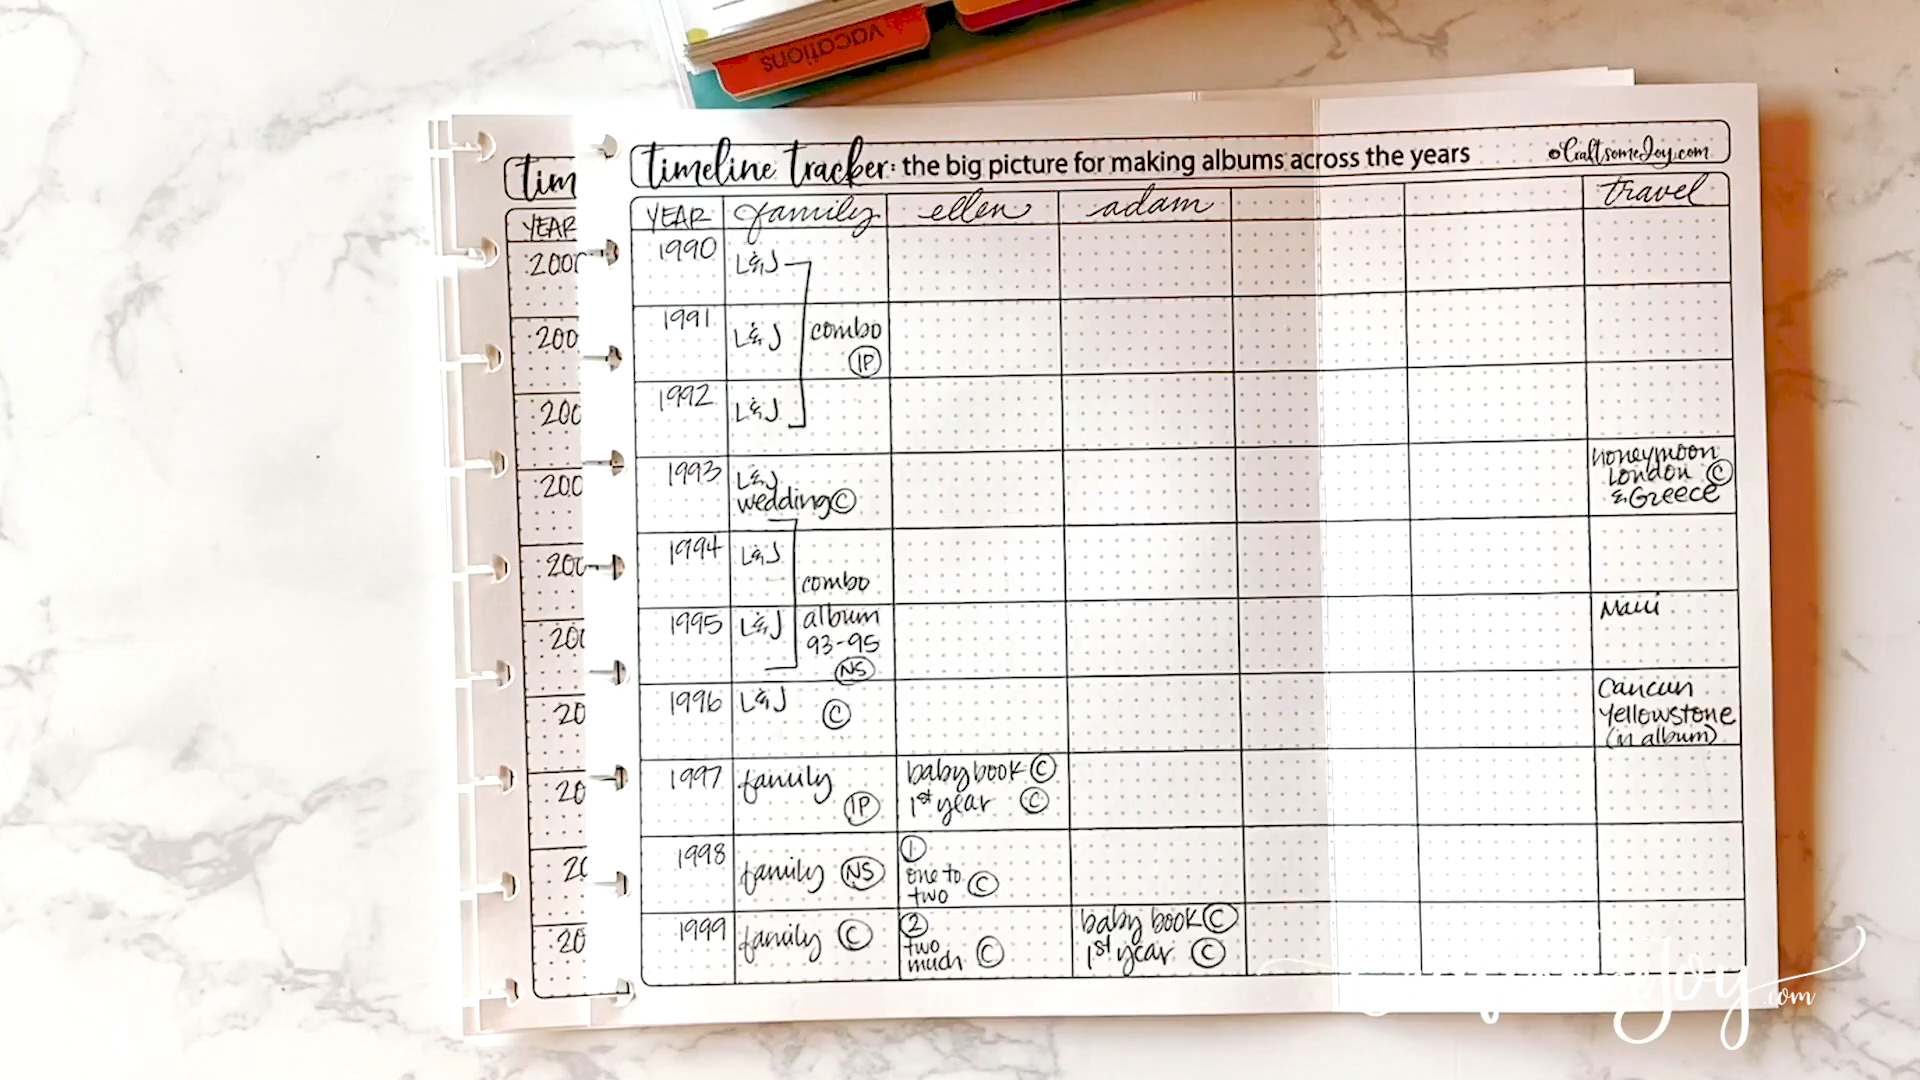 vacations
timeline tracker: the big picture for making albums across the years ©CraftsomeJoy.com
tim
YEAR
YEAR family ellen adam travel
1990 L&J
1991 L&J combo
IP
1992 L&J
1993 L&J wedding C
honeymoon
London C
& Greece
1994 L&J
combo
1995 L&J album
93-95
NS
Maui
1996 L&J C
Cancun
Yellowstone
(in album)
1997 family IP
baby book C
1st year C
1998 family NS
1
one to
two C
1999 family C
2
two
much C
baby book C
1st year C
Joy
.com